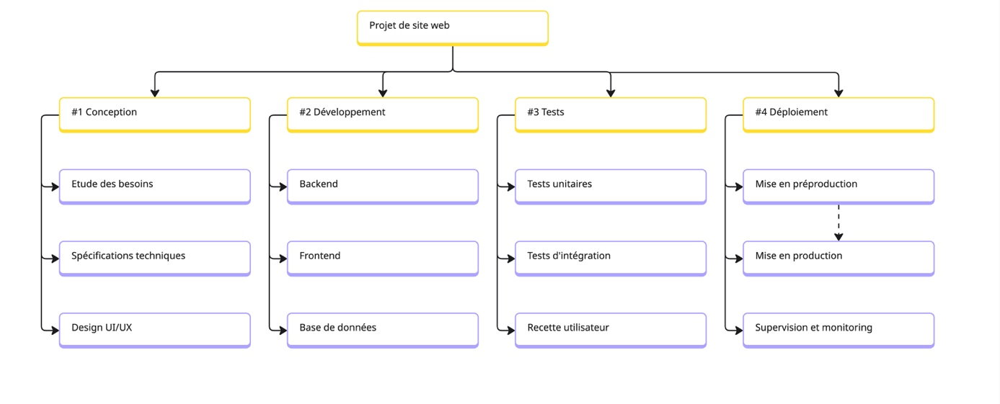 Projet de site web
#1 Conception
#2 Développement
#3 Tests
#4 Déploiement
Etude des besoins
Backend
Tests unitaires
Mise en préproduction
Spécifications techniques
Frontend
Tests d'intégration
Mise en production
Design UI/UX
Base de données
Recette utilisateur
Supervision et monitoring